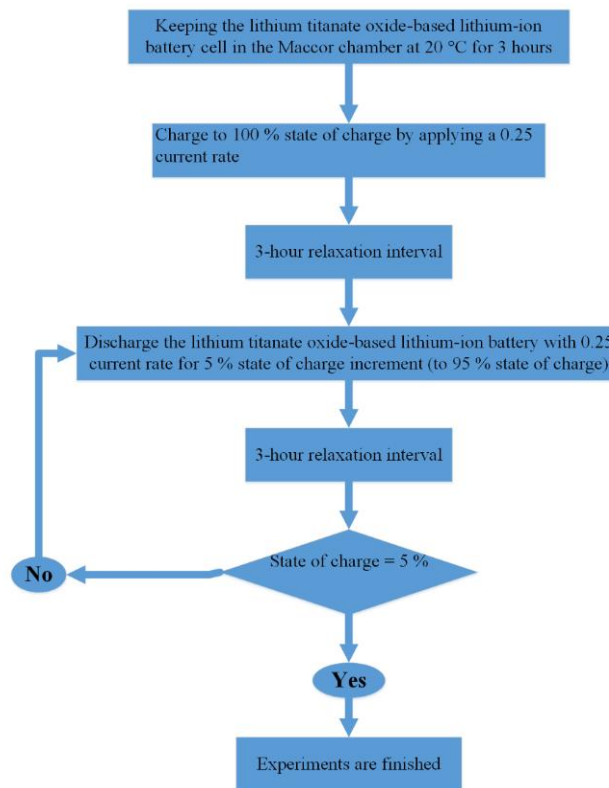 Keeping the lithium titanate oxide-based lithium-ion
battery cell in the Maccor chamber at 20 °C for 3 hours
Charge to 100 % state of charge by applying a 0.25
current rate
3-hour relaxation interval
Discharge the lithium titanate oxide-based lithium-ion battery with 0.25
current rate for 5 % state of charge increment (to 95 % state of charge)
3-hour relaxation interval
State of charge = 5 %
No
Yes
Experiments are finished